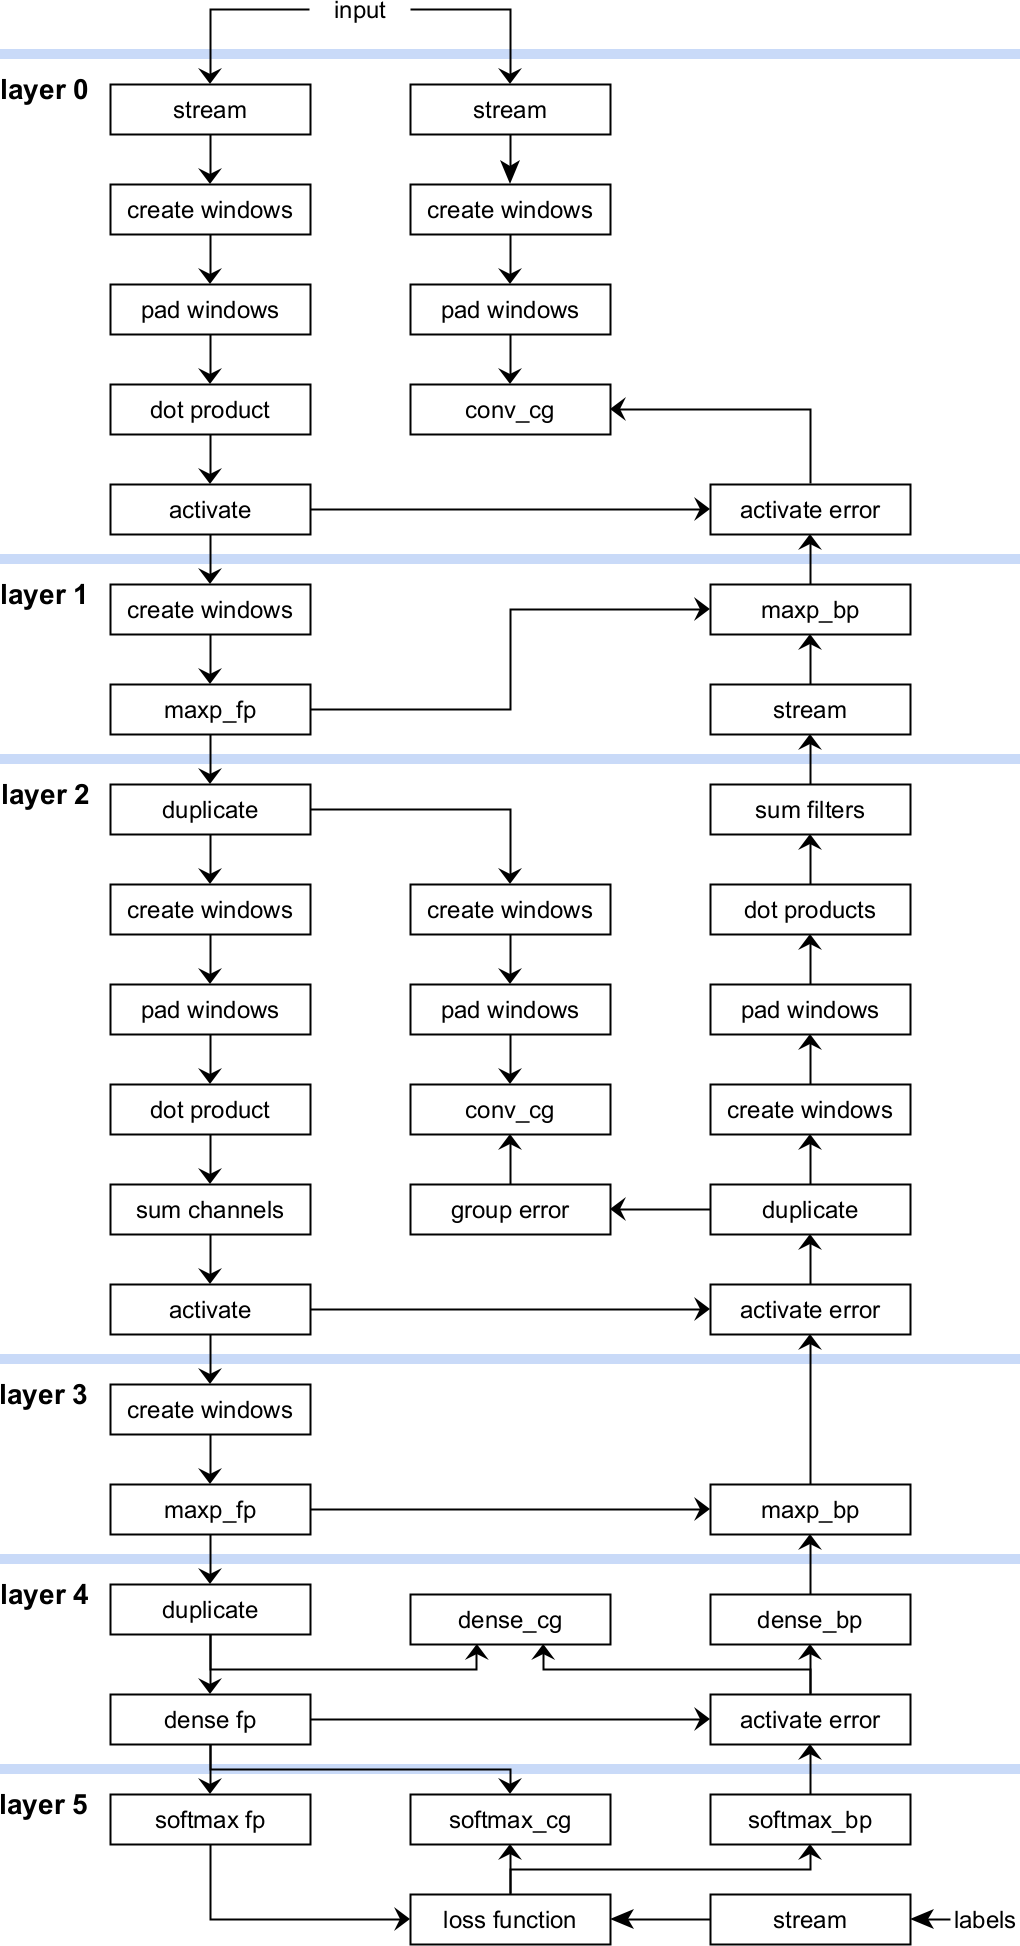 input
layer 0
stream
stream
create windows
create windows
pad windows
pad windows
dot product
conv_cg
activate
activate error
layer 1
create windows
maxp_bp
maxp_fp
stream
layer 2
duplicate
sum filters
create windows
create windows
dot products
pad windows
pad windows
pad windows
dot product
conv_cg
create windows
sum channels
group error
duplicate
activate
activate error
layer 3
create windows
maxp_fp
maxp_bp
layer 4
duplicate
dense_cg
dense_bp
dense fp
activate error
layer 5
softmax fp
softmax_cg
softmax_bp
loss function
stream
labels